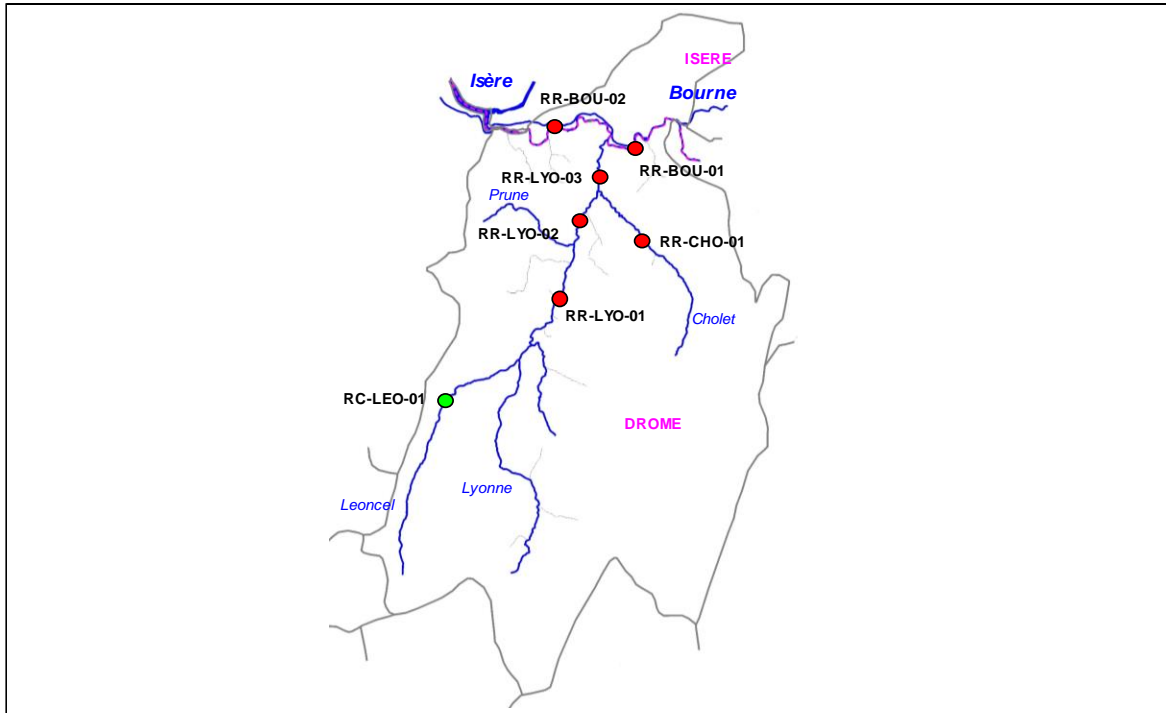 ISERE
Isère
Bourne
RR-BOU-02
RR-BOU-01
RR-LYO-03
Prune
RR-LYO-02
RR-CHO-01
RR-LYO-01
Cholet
RC-LEO-01
DROME
Lyonne
Leoncel